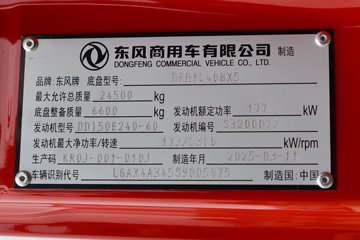 东风商用车有限公司 制造
DONGFENG COMMERCIAL VEHICLE CO., LTD.
品牌: 东风牌 底盘型号:
最大允许总质量 24500 kg
底盘整备质量 6600 kg 发动机额定功率 177 kW
发动机型号 DD150E240-60 发动机编号 S3200077
发动机最大净功率/转速 kW/rpm
生产码 KR0J-001-010J 制造年月 2025-03-11
车辆识别代号 制造国: 中国